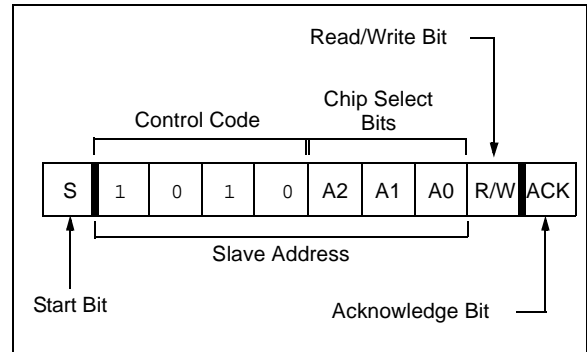 Read/Write Bit
Chip Select
Bits
Control Code
S 1 0 1 0 A2 A1 A0 R/W ACK
Slave Address
Start Bit
Acknowledge Bit